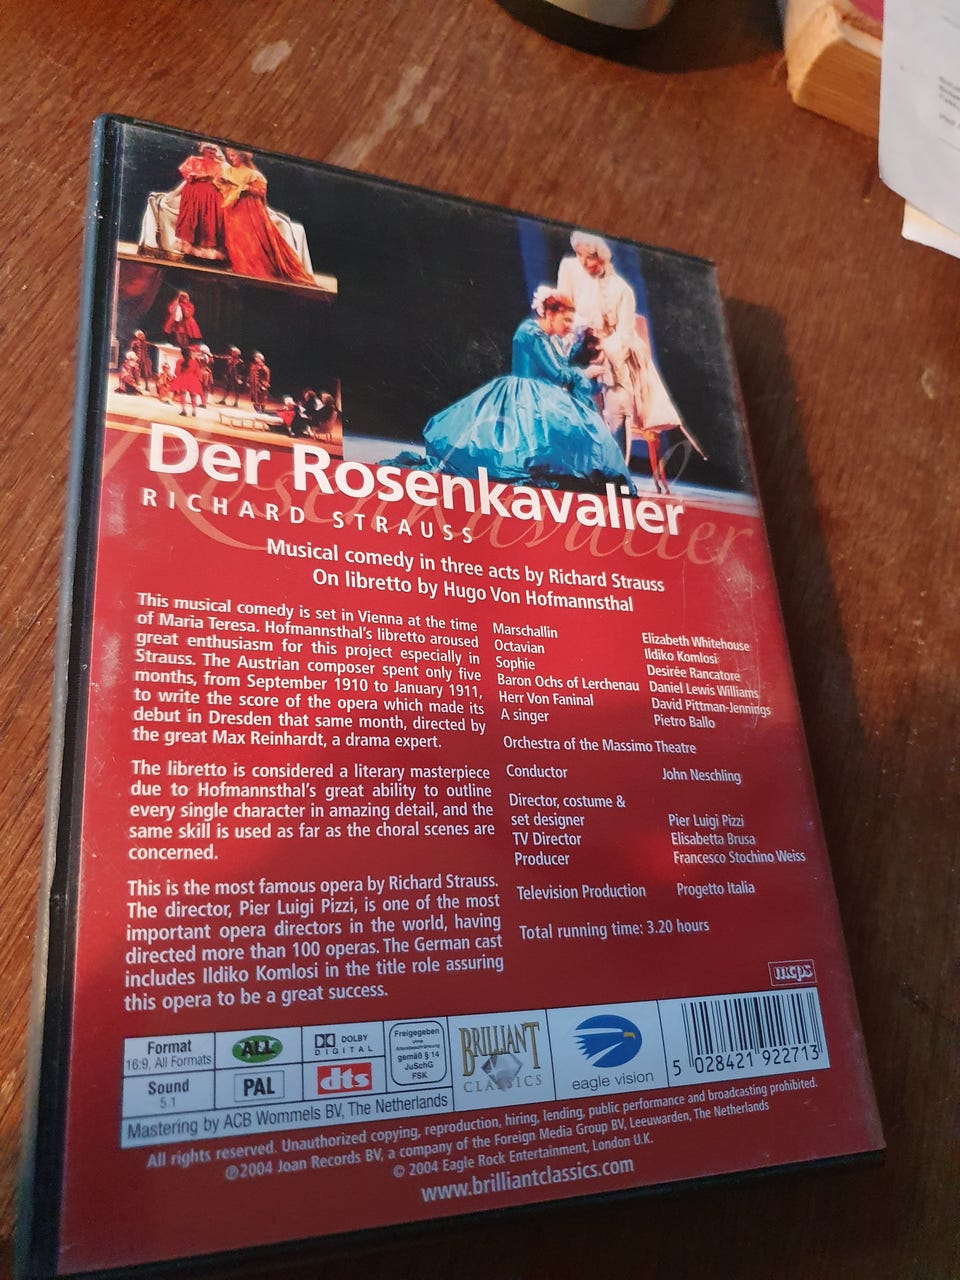 Der Rosenkavalier
Rosenkavalier
RICHARD STRAUSS
Musical comedy in three acts by Richard Strauss
On libretto by Hugo Von Hofmannsthal
This musical comedy is set in Vienna at the time
of Maria Teresa. Hofmannsthal's libretto aroused
great enthusiasm for this project especially in
Strauss. The Austrian composer spent only five
months, from September 1910 to January 1911,
to write the score of the opera which made its
debut in Dresden that same month, directed by
the great Max Reinhardt, a drama expert.
The libretto is considered a literary masterpiece
due to Hofmannsthal's great ability to outline
every single character in amazing detail, and the
same skill is used as far as the choral scenes are
concerned.
This is the most famous opera by Richard Strauss.
The director, Pier Luigi Pizzi, is one of the most
important opera directors in the world, having
directed more than 100 operas. The German cast
includes Ildiko Komlosi in the title role assuring
this opera to be a great success.
Marschallin Elizabeth Whitehouse
Octavian Ildiko Komlosi
Sophie Desirée Rancatore
Baron Ochs of Lerchenau Daniel Lewis Williams
Herr Von Faninal David Pittman-Jennings
A singer Pietro Ballo
Orchestra of the Massimo Theatre
Conductor John Neschling
Director, costume &
set designer Pier Luigi Pizzi
TV Director Elisabetta Brusa
Producer Francesco Stochino Weiss
Television Production Progetto Italia
Total running time: 3.20 hours
mcps
Format
16:9, All Formats
Sound
5.1
ALL
PAL
DOLBY
DIGITAL
dts
Freigegeben
ohne
Altersbeschränkung
gemäß § 14
JuSchG
FSK
BRILLIANT
CLASSICS
eagle vision
5 028421 922713
Mastering by ACB Wommels BV, The Netherlands
All rights reserved. Unauthorized copying, reproduction, hiring, lending, public performance and broadcasting prohibited.
℗2004 Joan Records BV, a company of the Foreign Media Group BV, Leeuwarden, The Netherlands
© 2004 Eagle Rock Entertainment, London U.K.
www.brilliantclassics.com